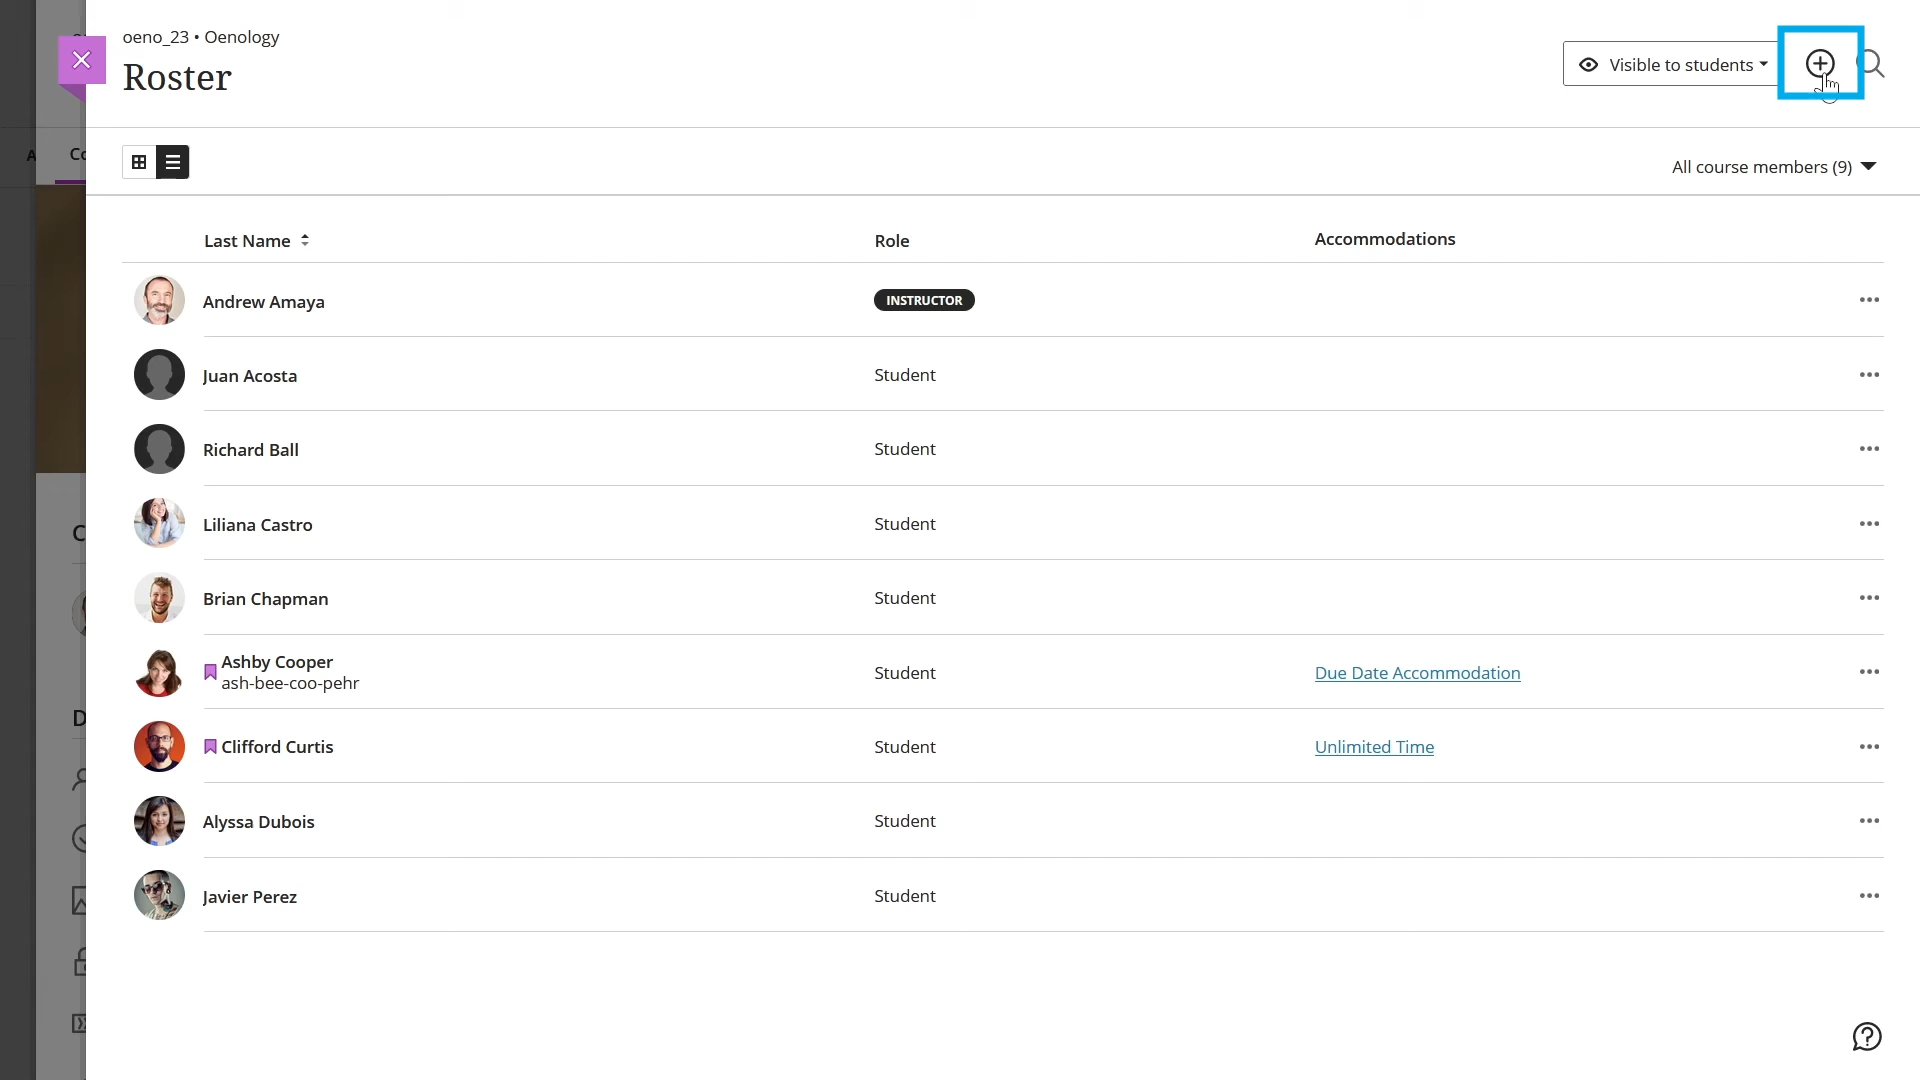 oeno_23 • Oenology
Roster
Visible to students
All course members (9)
Last Name
Role
Accommodations
Andrew Amaya
INSTRUCTOR
Juan Acosta
Student
Richard Ball
Student
Liliana Castro
Student
Brian Chapman
Student
Ashby Cooper
ash-bee-coo-pehr
Student
Due Date Accommodation
Clifford Curtis
Student
Unlimited Time
Alyssa Dubois
Student
Javier Perez
Student